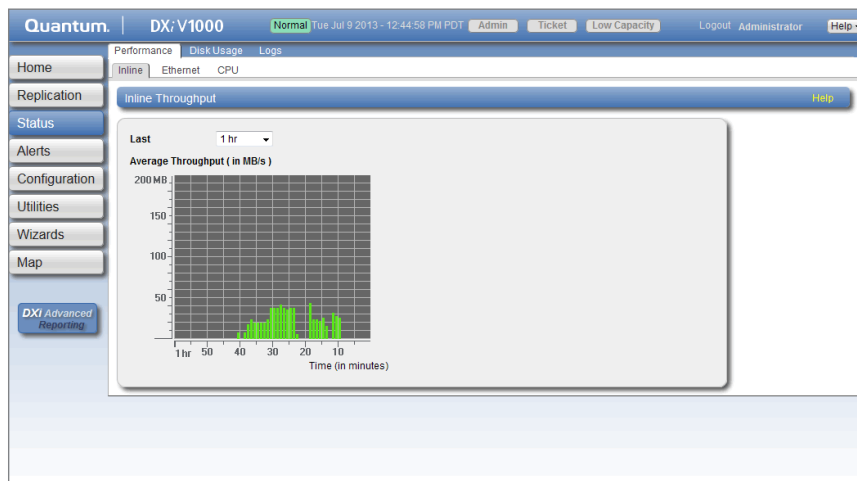 Quantum. DXiV1000 Normal Tue Jul 9 2013 - 12:44:58 PM PDT Admin Ticket Low Capacity Logout Administrator Help
Performance Disk Usage Logs
Inline Ethernet CPU
Home
Replication
Status
Alerts
Configuration
Utilities
Wizards
Map
DXi Advanced
Reporting
Inline Throughput Help
Last 1 hr
Average Throughput ( in MB/s )
200 MB
150
100
50
1 hr 50 40 30 20 10
Time (in minutes)